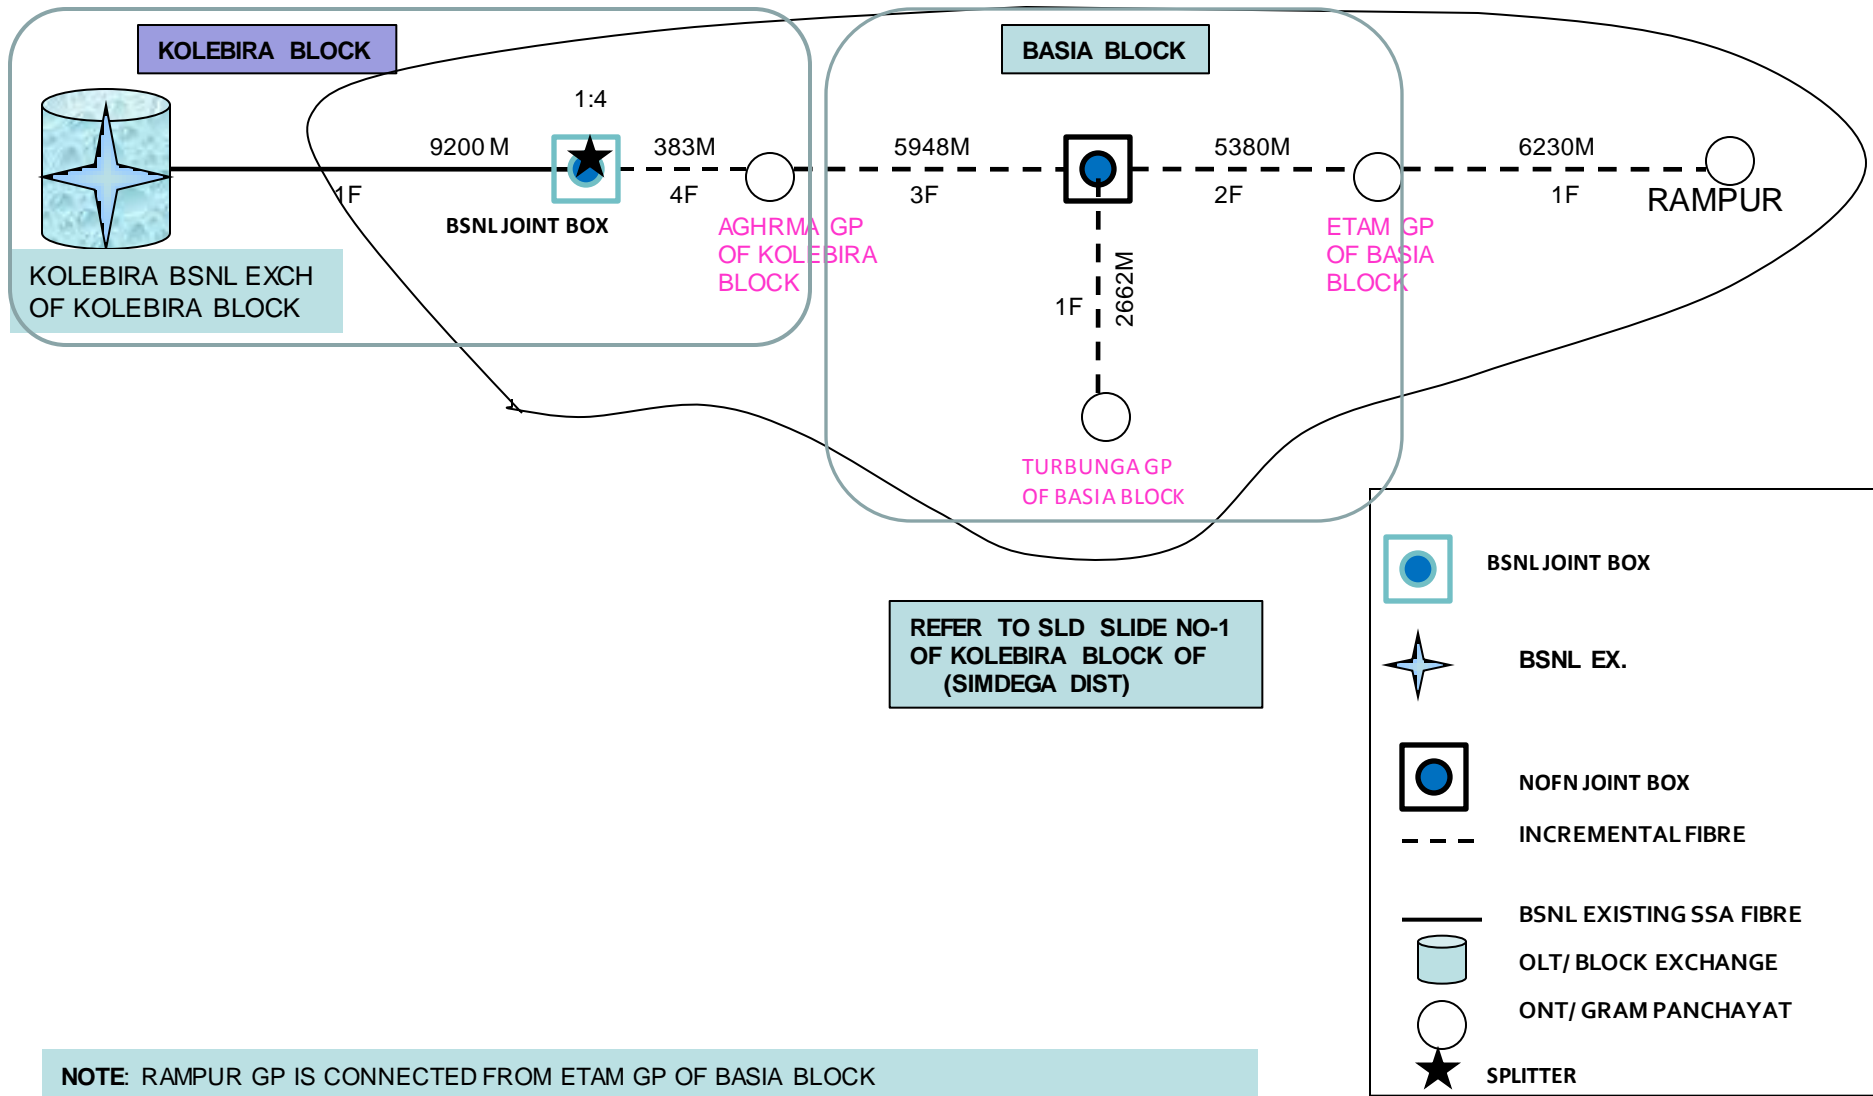 KOLEBIRA BLOCK
BASIA BLOCK
1:4
9200 M
383M
5948M
5380M
6230M
1F
4F
3F
2F
1F
BSNL JOINT BOX
RAMPUR
AGHRMA GP
OF KOLEBIRA
BLOCK
ETAM GP
OF BASIA
BLOCK
KOLEBIRA BSNL EXCH
OF KOLEBIRA BLOCK
1F
2662M
TURBUNGA GP
OF BASIA BLOCK
REFER TO SLD SLIDE NO-1
OF KOLEBIRA BLOCK OF
(SIMDEGA DIST)
BSNL JOINT BOX
BSNL EX.
NOFN JOINT BOX
INCREMENTAL FIBRE
BSNL EXISTING SSA FIBRE
OLT/ BLOCK EXCHANGE
ONT/ GRAM PANCHAYAT
SPLITTER
NOTE: RAMPUR GP IS CONNECTED FROM ETAM GP OF BASIA BLOCK